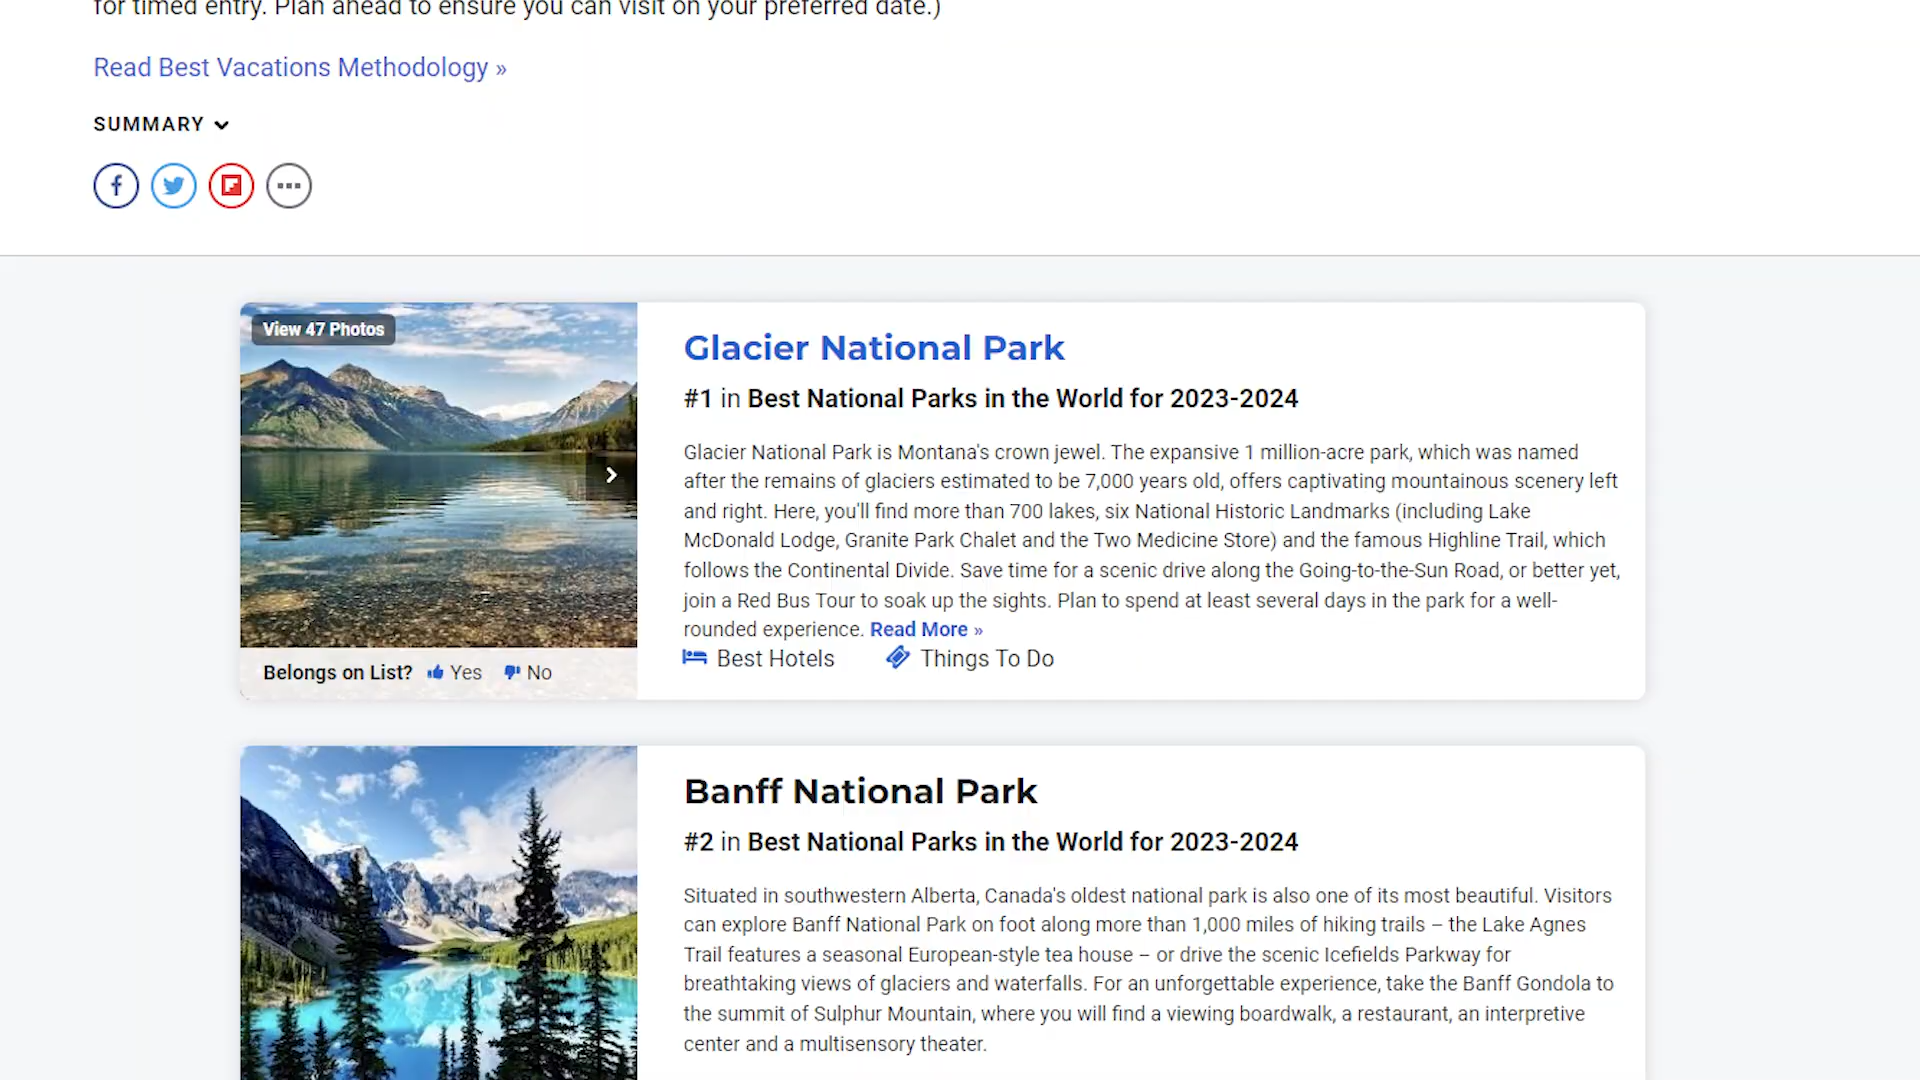 for timed entry. Plan ahead to ensure you can visit on your preferred date.)
Read Best Vacations Methodology »
SUMMARY
View 47 Photos
Glacier National Park
#1 in Best National Parks in the World for 2023-2024
Glacier National Park is Montana's crown jewel. The expansive 1 million-acre park, which was named
after the remains of glaciers estimated to be 7,000 years old, offers captivating mountainous scenery left
and right. Here, you'll find more than 700 lakes, six National Historic Landmarks (including Lake
McDonald Lodge, Granite Park Chalet and the Two Medicine Store) and the famous Highline Trail, which
follows the Continental Divide. Save time for a scenic drive along the Going-to-the-Sun Road, or better yet,
join a Red Bus Tour to soak up the sights. Plan to spend at least several days in the park for a well-
rounded experience. Read More »
Best Hotels Things To Do
Belongs on List? Yes No
Banff National Park
#2 in Best National Parks in the World for 2023-2024
Situated in southwestern Alberta, Canada's oldest national park is also one of its most beautiful. Visitors
can explore Banff National Park on foot along more than 1,000 miles of hiking trails – the Lake Agnes
Trail features a seasonal European-style tea house – or drive the scenic Icefields Parkway for
breathtaking views of glaciers and waterfalls. For an unforgettable experience, take the Banff Gondola to
the summit of Sulphur Mountain, where you will find a viewing boardwalk, a restaurant, an interpretive
center and a multisensory theater.